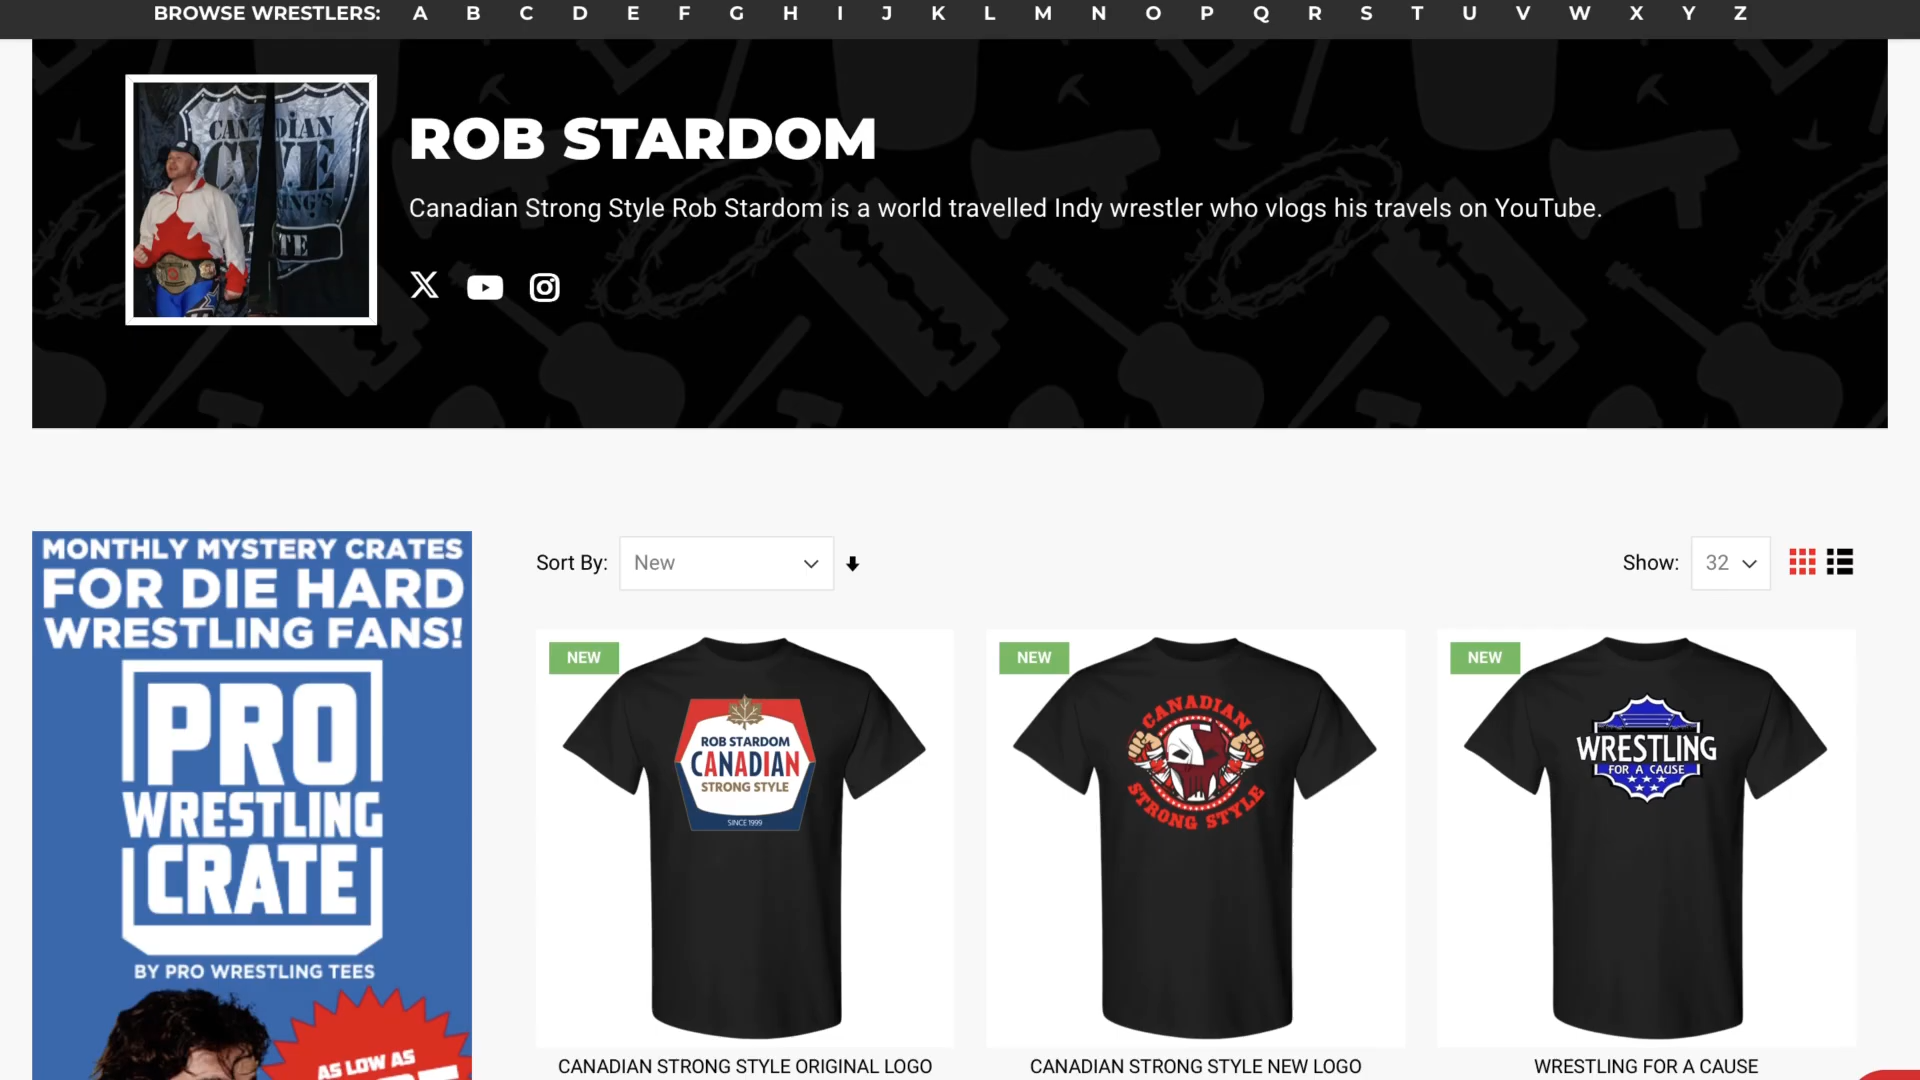 BROWSE WRESTLERS: A B C D E F G H I J K L M N O P Q R S T U V W X Y Z
ROB STARDOM
Canadian Strong Style Rob Stardom is a world travelled Indy wrestler who vlogs his travels on YouTube.
MONTHLY MYSTERY CRATES
FOR DIE HARD
WRESTLING FANS!
PRO
WRESTLING
CRATE
BY PRO WRESTLING TEES
AS LOW AS
Sort By: New
Show: 32
NEW
ROB STARDOM
CANADIAN
STRONG STYLE
SINCE 1999
CANADIAN STRONG STYLE ORIGINAL LOGO
NEW
CANADIAN
STRONG STYLE
CANADIAN STRONG STYLE NEW LOGO
NEW
WRESTLING
FOR A CAUSE
WRESTLING FOR A CAUSE